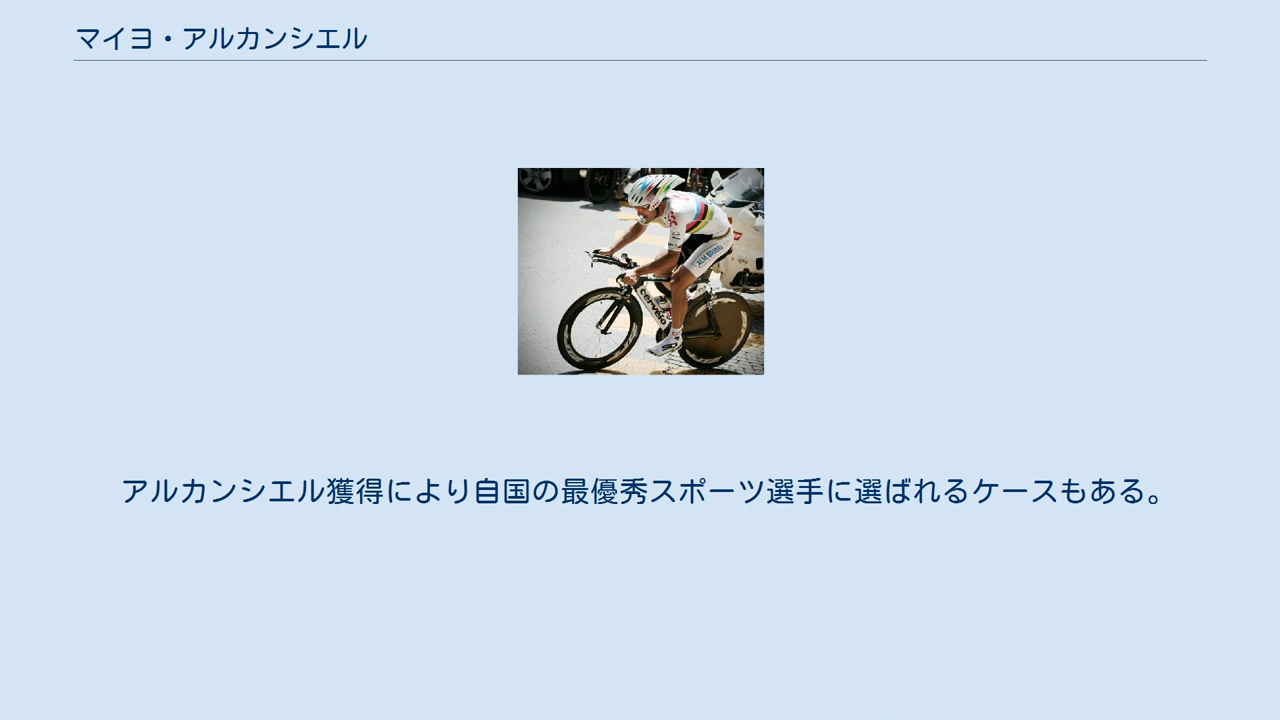 マイヨ・アルカンシエル
cervélo
アルカンシエル獲得により自国の最優秀スポーツ選手に選ばれるケースもある。